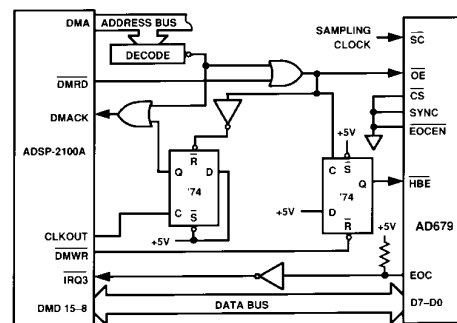 DMA
ADDRESS BUS
DECODE
SAMPLING
CLOCK
SC
DMRD
OE
DMACK
CS
SYNC
EOCEN
ADSP-2100A
R
Q
D
'74
C
S
+5V
+5V
C
S
Q
'74
D
R
+5V
HBE
+5V
AD679
CLKOUT
DMWR
IRQ3
EOC
DMD 15–8
DATA BUS
D7–D0